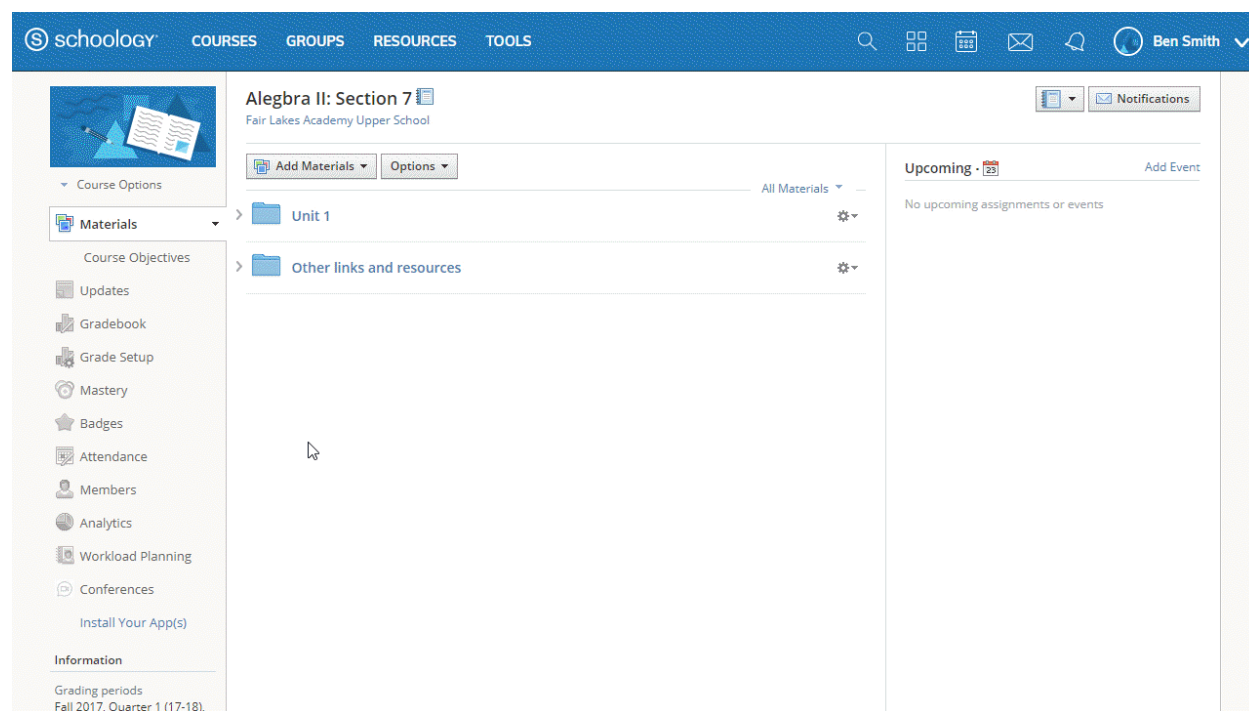 schoology COURSES GROUPS RESOURCES TOOLS Ben Smith
Alegbra II: Section 7
Fair Lakes Academy Upper School
Notifications
Course Options
Materials
Course Objectives
Updates
Gradebook
Grade Setup
Mastery
Badges
Attendance
Members
Analytics
Workload Planning
Conferences
Install Your App(s)
Information
Grading periods
Fall 2017, Quarter 1 (17-18),
Add Materials Options
All Materials
Unit 1
Other links and resources
Upcoming · 23 Add Event
No upcoming assignments or events